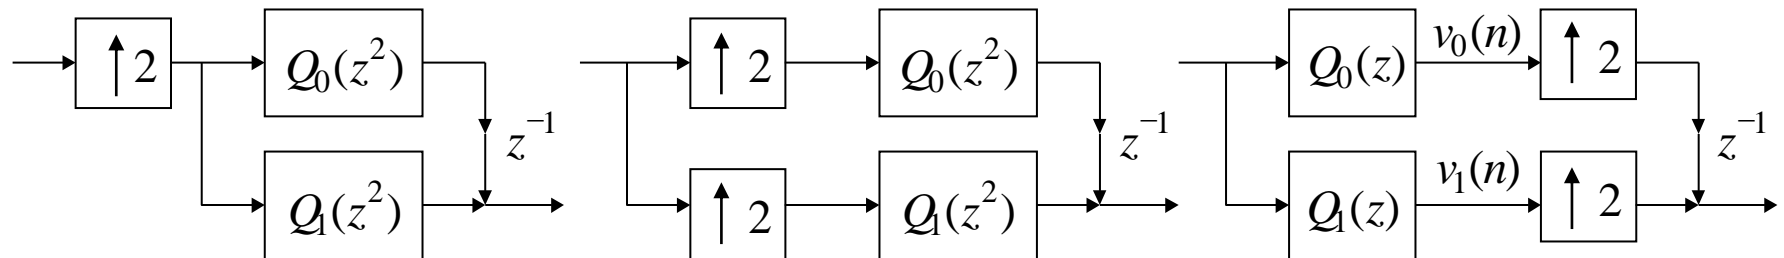 ↑ 2 Q₀(z²) z⁻¹ Q₁(z²)
↑ 2 Q₀(z²) z⁻¹ ↑ 2 Q₁(z²)
Q₀(z) v₀(n) ↑ 2 z⁻¹ Q₁(z) v₁(n) ↑ 2